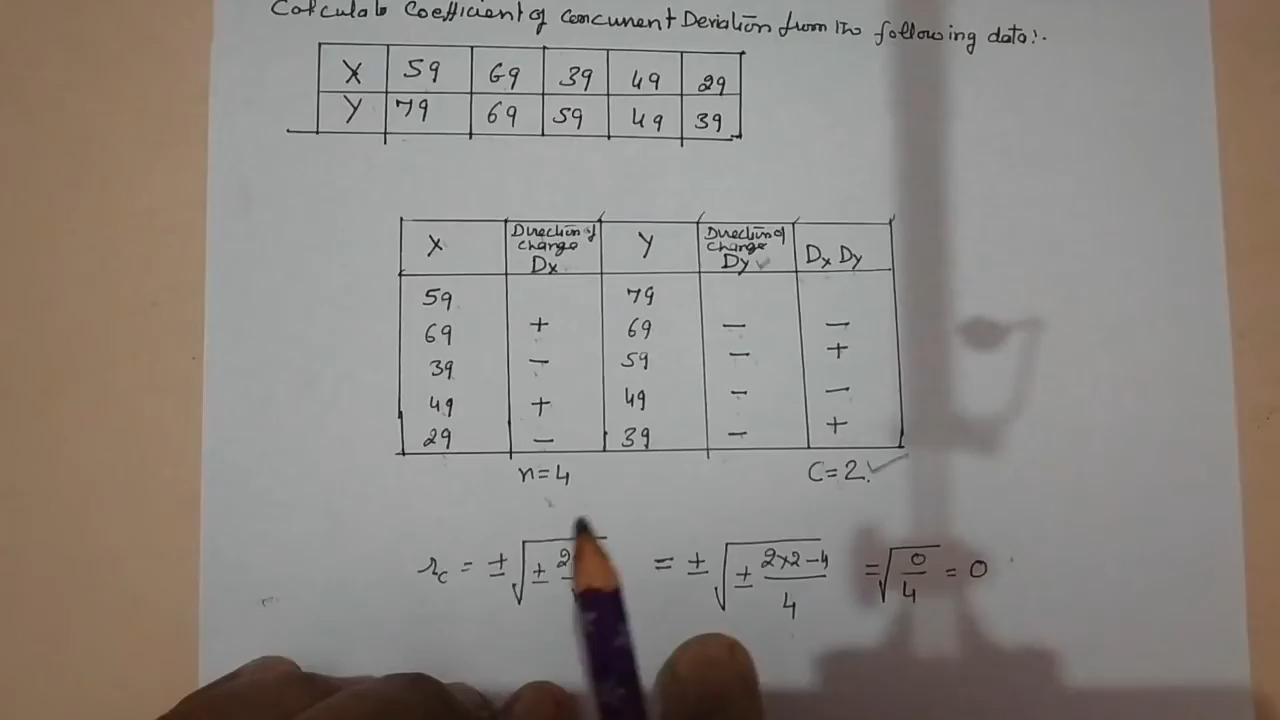 Calculate Coefficient of Concurrent Deviation from the following data:.
X 59 69 39 49 29
Y 79 69 59 49 39
X Direction of change Dx Y Direction of change Dy ✓ Dx Dy
59 79
69 + 69 — —
39 — 59 — +
49 + 49 — —
29 — 39 — +
n=4 C=2. ✓
r_c = ± √ ± 2 = ± √ ± 2×2-4 / 4 = √ 0 / 4 = 0